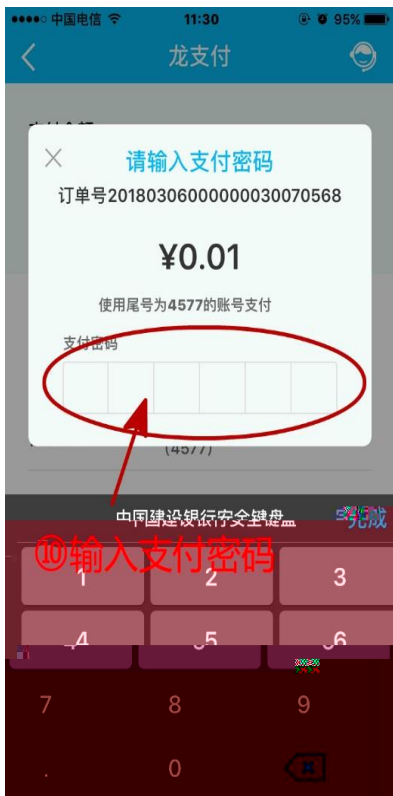 中国电信 11:30 95%
龙支付
请输入支付密码
订单号20180306000000030070568
¥0.01
使用尾号为4577的账号支付
支付密码
(4577)
中国建设银行安全键盘 完成
⑩输入支付密码
1 2 3
4 5 6
7 8 9
. 0